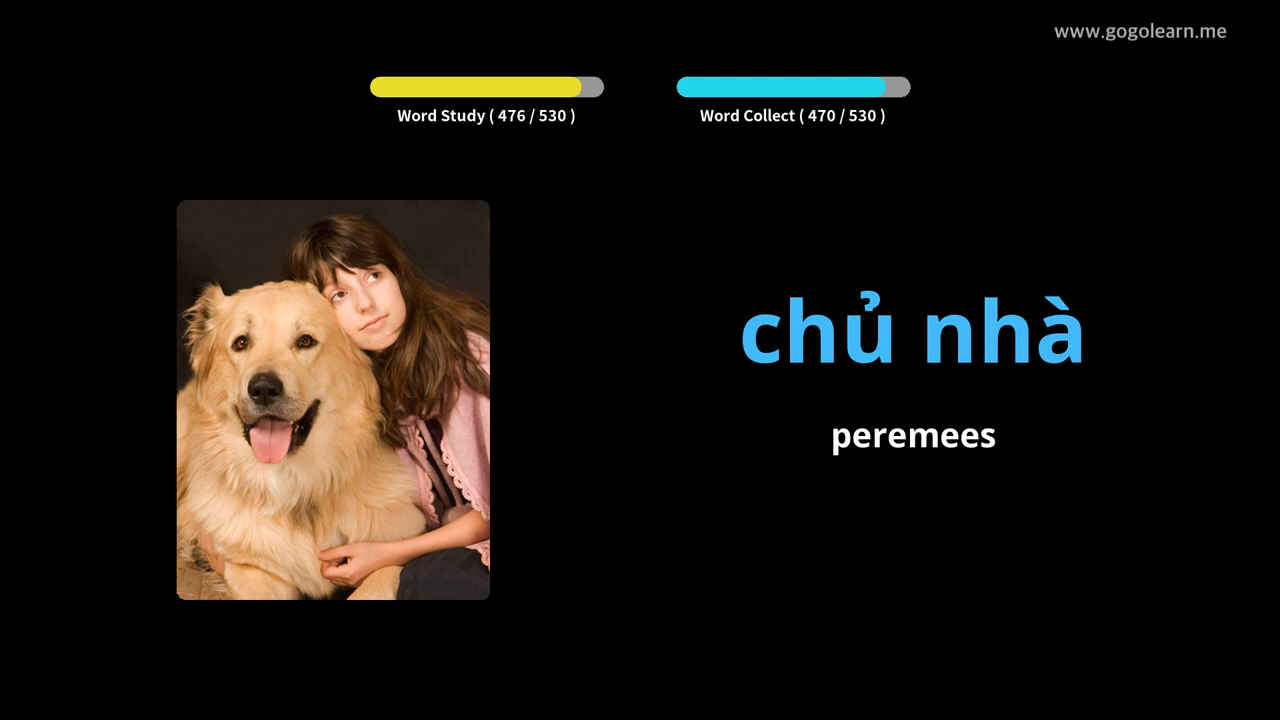 www.gogolearn.me
Word Study ( 476 / 530 )
Word Collect ( 470 / 530 )
chủ nhà
peremees